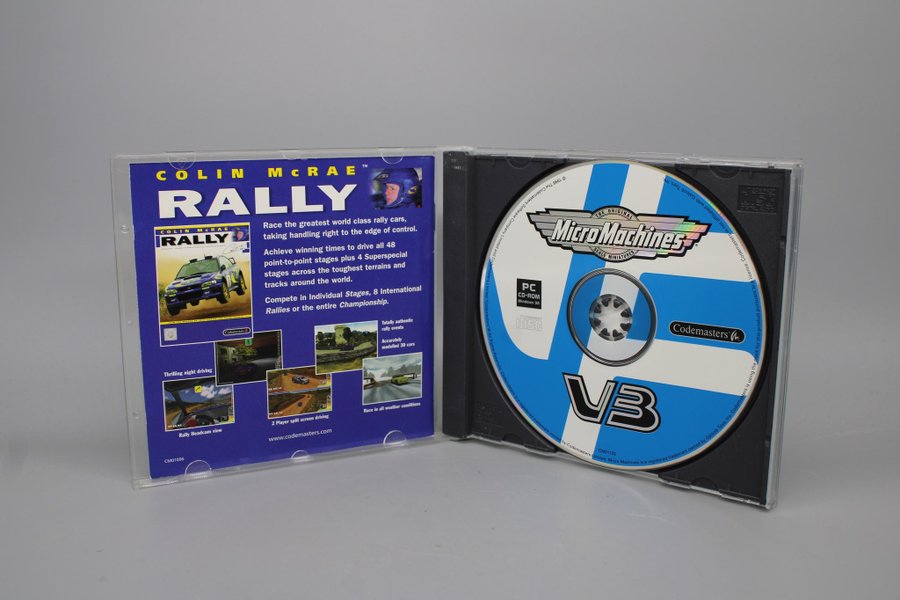 COLIN McRAE™
RALLY
Race the greatest world class rally cars,
taking handling right to the edge of control.
Achieve winning times to drive all 48
point-to-point stages plus 4 Superspecial
stages across the toughest terrains and
tracks around the world.
Compete in Individual Stages, 8 International
Rallies or the entire Championship.
COLIN McRAE
RALLY
Codemasters
Totally authentic
rally events
Accurately
modelled 3D cars
Thrilling night driving
Rally Headcam view
2 Player split screen driving
Race in all weather conditions
www.codemasters.com
THE ORIGINAL
MicroMachines
SCALE MINIATURES
PC
CD-ROM
Windows 95
disc
Codemasters
V3